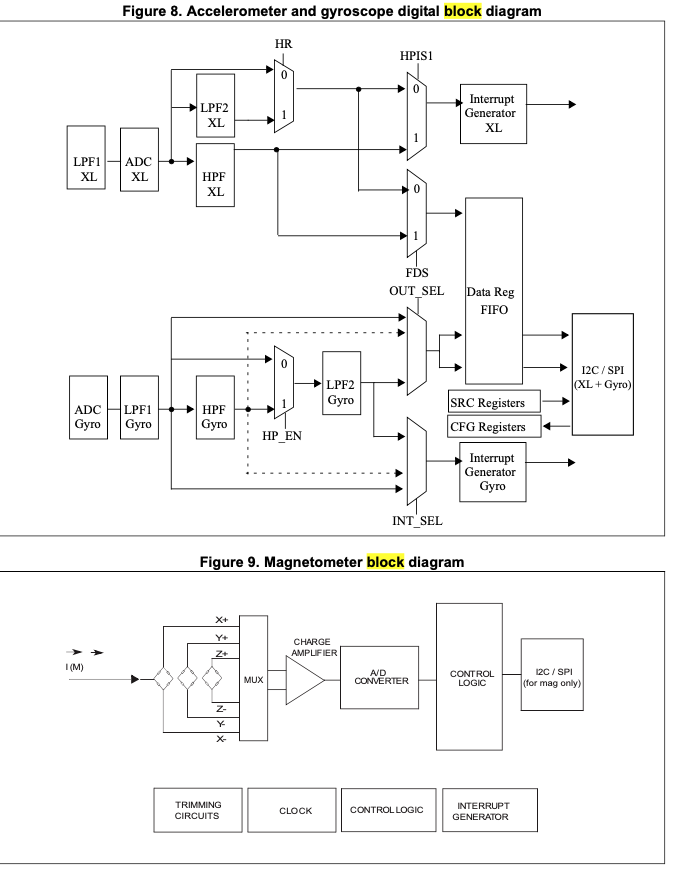 Figure 8. Accelerometer and gyroscope digital block diagram
HR
HPIS1
0
LPF2
XL
1
0
1
Interrupt
Generator
XL
LPF1
XL
ADC
XL
HPF
XL
0
1
FDS
OUT_SEL
Data Reg
FIFO
I2C / SPI
(XL + Gyro)
ADC
Gyro
LPF1
Gyro
HPF
Gyro
0
1
HP_EN
LPF2
Gyro
SRC Registers
CFG Registers
Interrupt
Generator
Gyro
INT_SEL
Figure 9. Magnetometer block diagram
X+
Y+
Z+
I (M)
MUX
Z-
Y-
X-
CHARGE
AMPLIFIER
A/D
CONVERTER
CONTROL
LOGIC
I2C / SPI
(for mag only)
TRIMMING
CIRCUITS
CLOCK
CONTROL LOGIC
INTERRUPT
GENERATOR